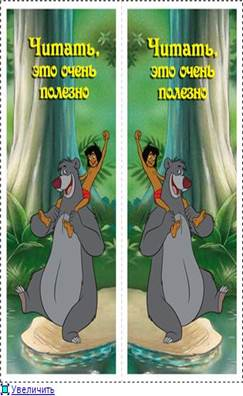 Читать,
это очень
полезно
Читать,
это очень
полезно
Увеличить